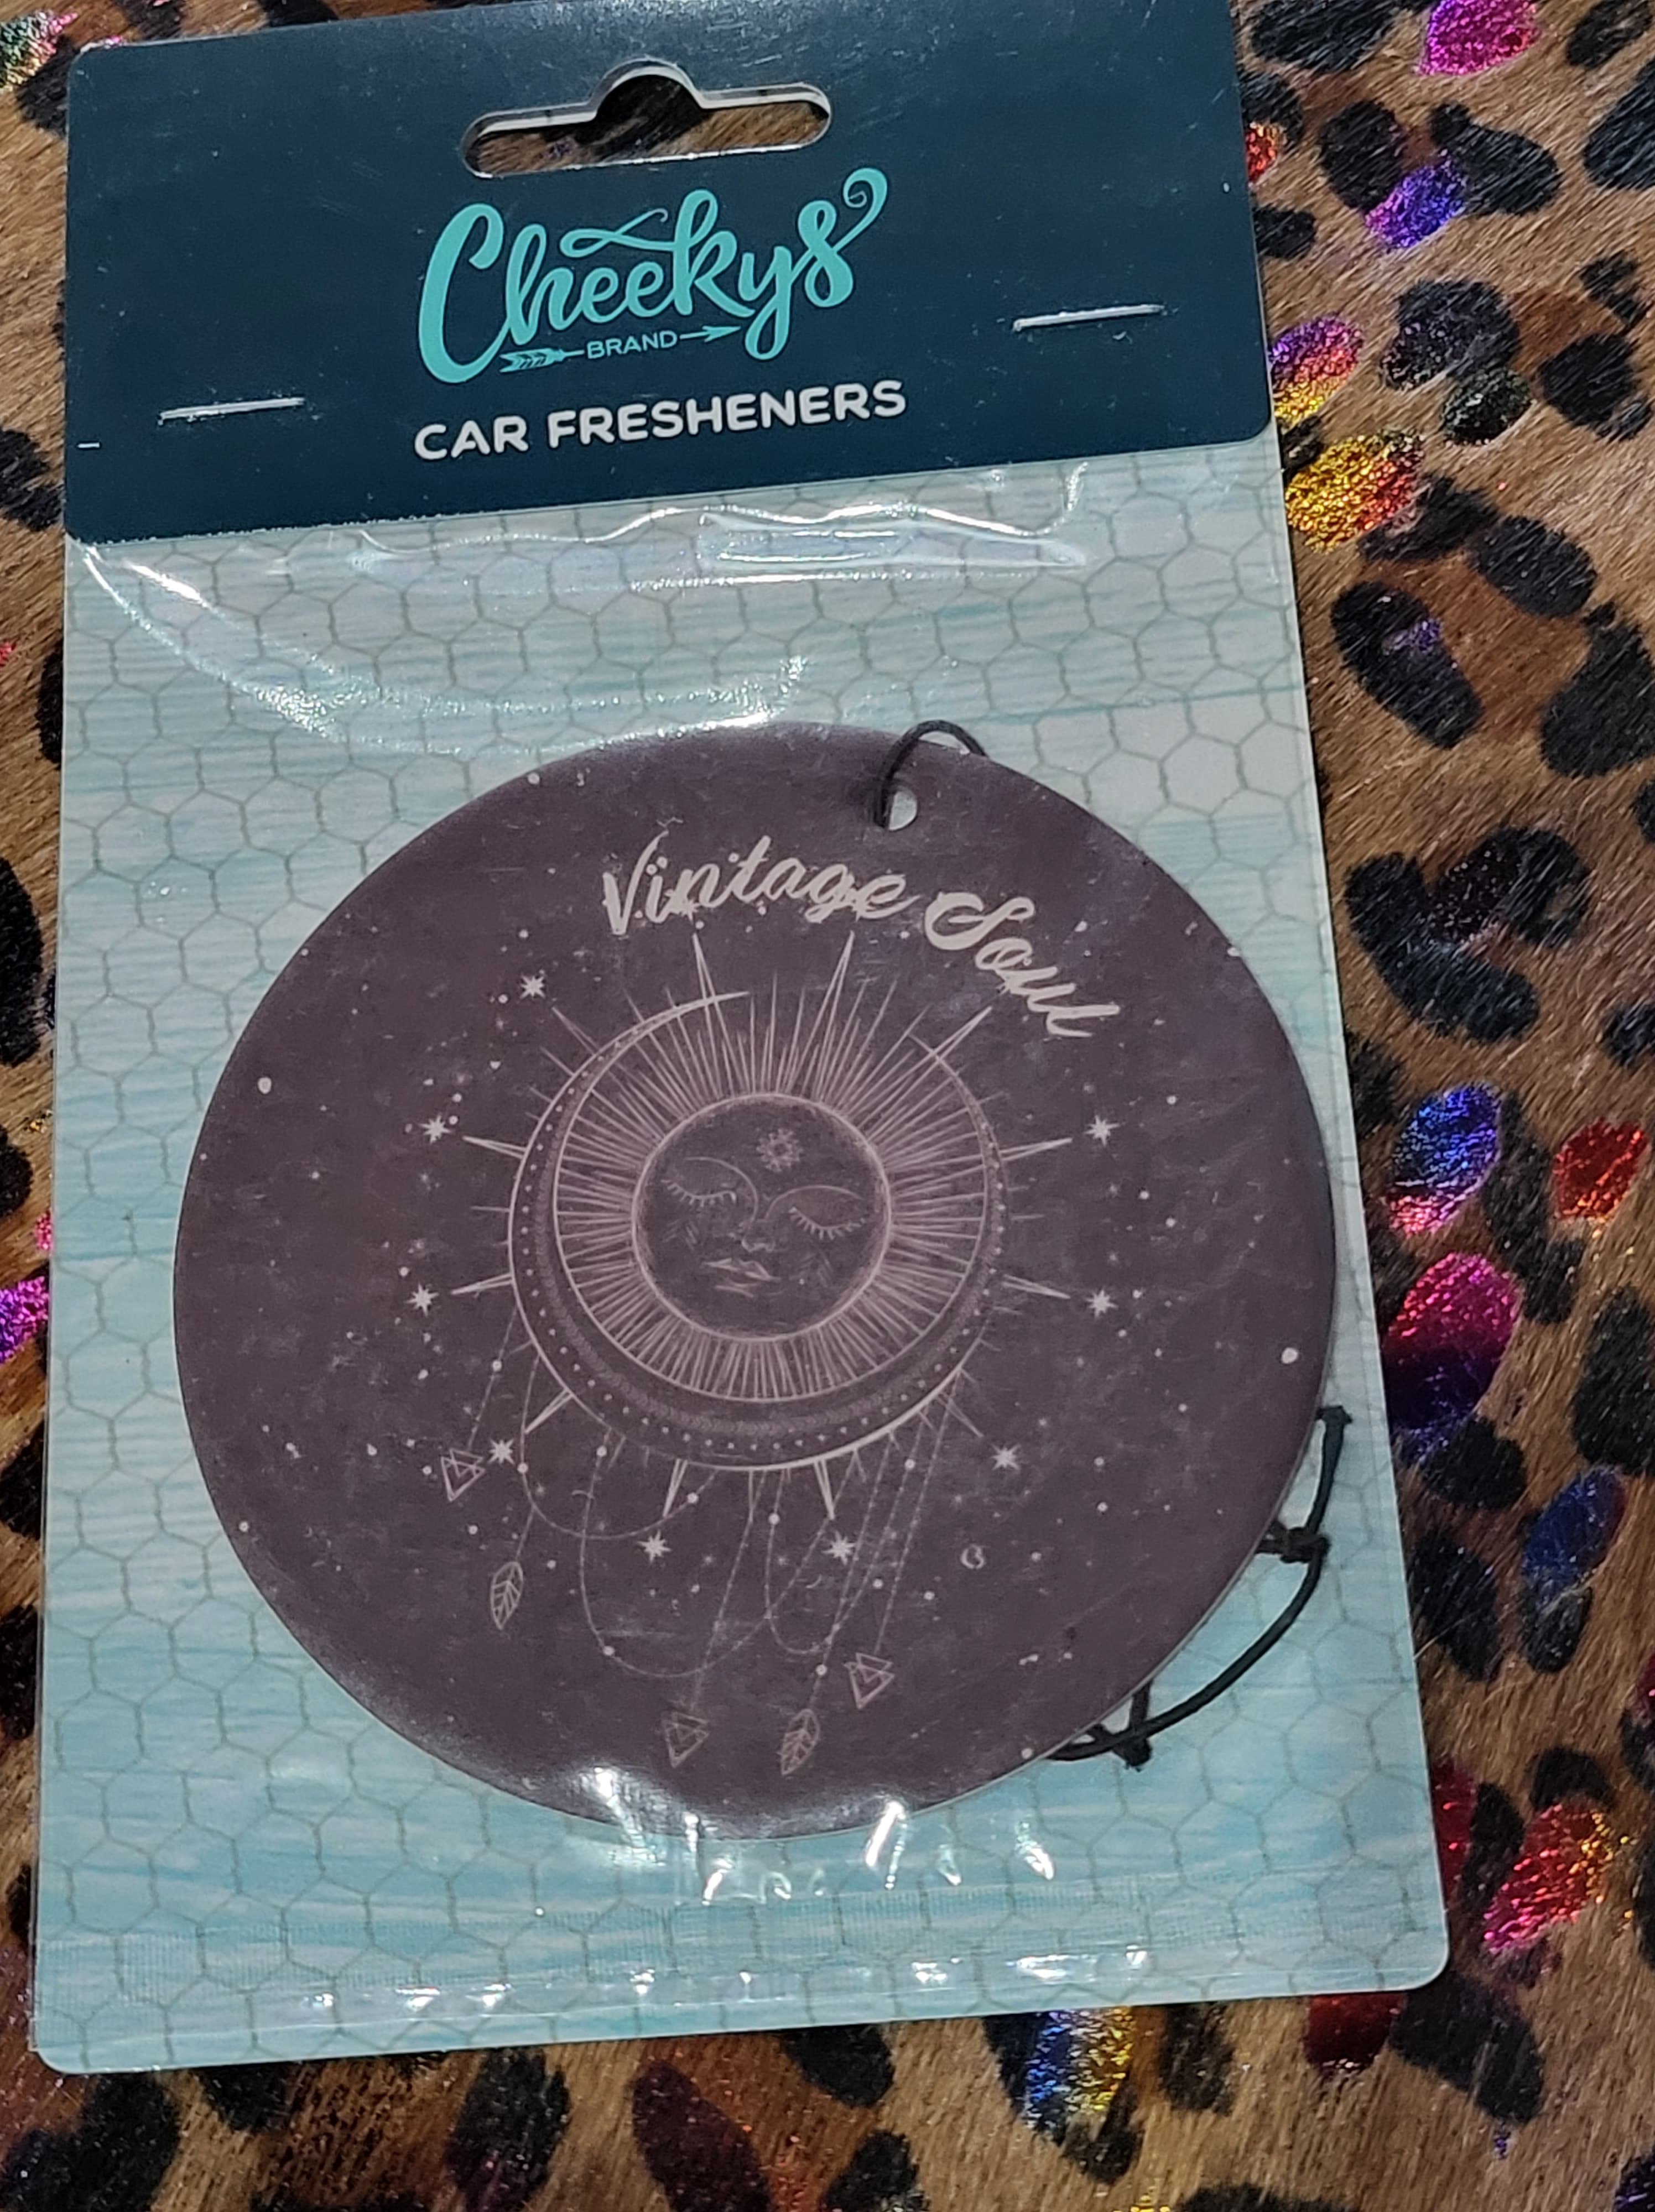 Cheekys
BRAND
CAR FRESHENERS
Vintage Soul